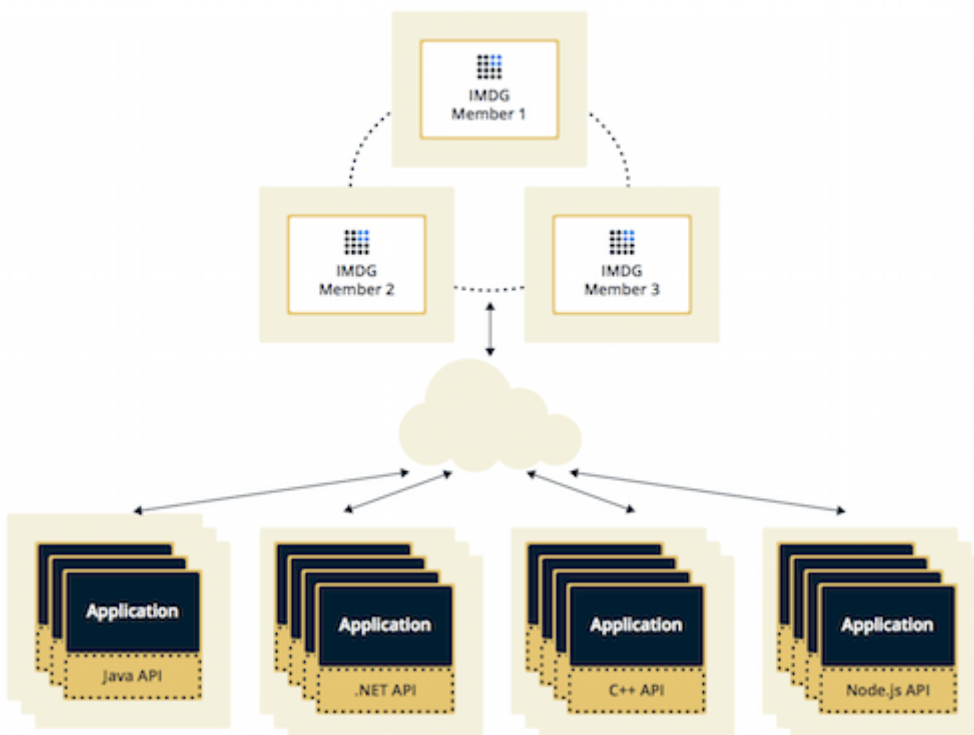 IMDG
Member 1
IMDG
Member 2
IMDG
Member 3
Application
Java API
Application
.NET API
Application
C++ API
Application
Node.js API